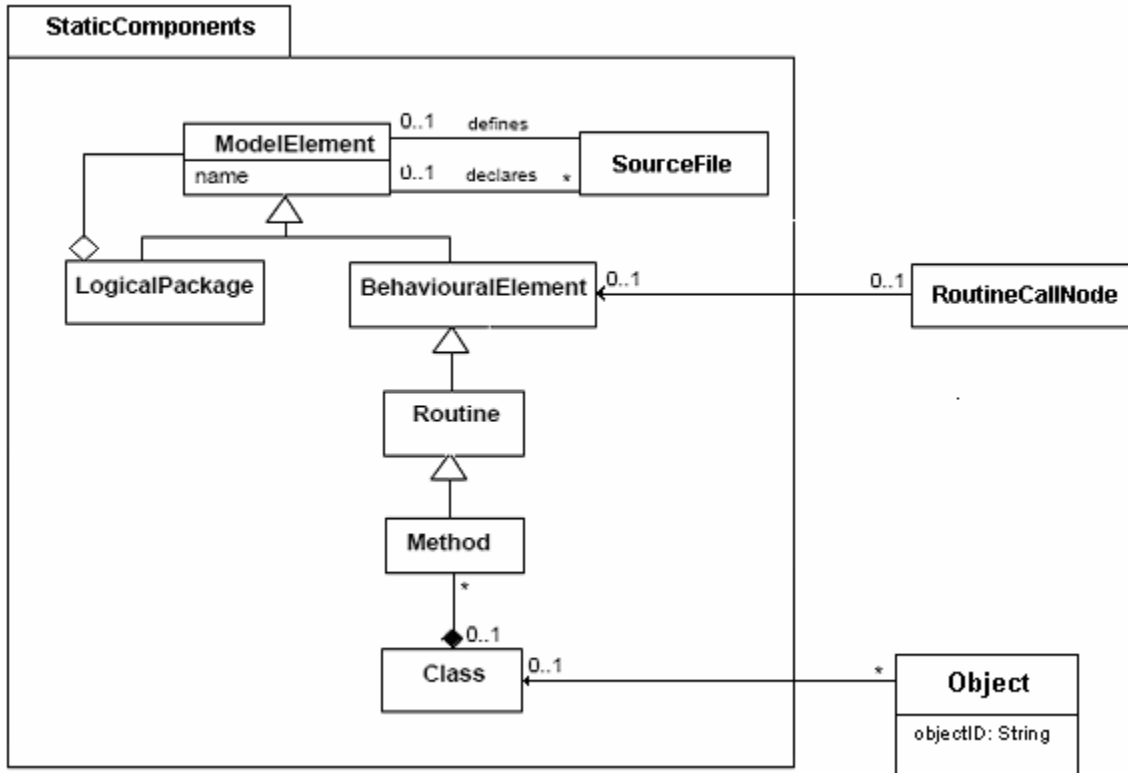 StaticComponents
0..1 defines
ModelElement
name
0..1 declares *
SourceFile
LogicalPackage
BehaviouralElement
0..1
0..1
RoutineCallNode
Routine
Method
*
0..1
Class
0..1
*
Object
objectID: String